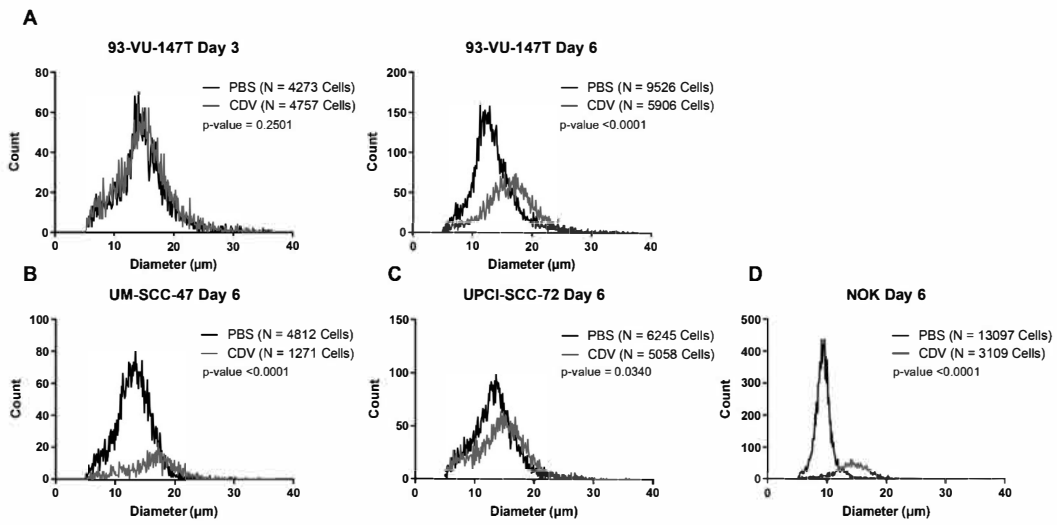 A
93-VU-147T Day 3
80
60
40
20
0
Count
0 10 20 30 40
Diameter (µm)
PBS (N = 4273 Cells)
CDV (N = 4757 Cells)
p-value = 0.2501
93-VU-147T Day 6
200
150
100
50
0
Count
0 10 20 30 40
Diameter (µm)
PBS (N = 9526 Cells)
CDV (N = 5906 Cells)
p-value <0.0001
B
UM-SCC-47 Day 6
100
80
60
40
20
0
Count
0 10 20 30 40
Diameter (µm)
PBS (N = 4812 Cells)
CDV (N = 1271 Cells)
p-value <0.0001
C
UPCI-SCC-72 Day 6
150
100
50
0
Count
0 10 20 30 40
Diameter (µm)
PBS (N = 6245 Cells)
CDV (N = 5058 Cells)
p-value = 0.0340
D
NOK Day 6
500
400
300
200
100
0
Count
0 10 20 30 40
Diameter (µm)
PBS (N = 13097 Cells)
CDV (N = 3109 Cells)
p-value <0.0001